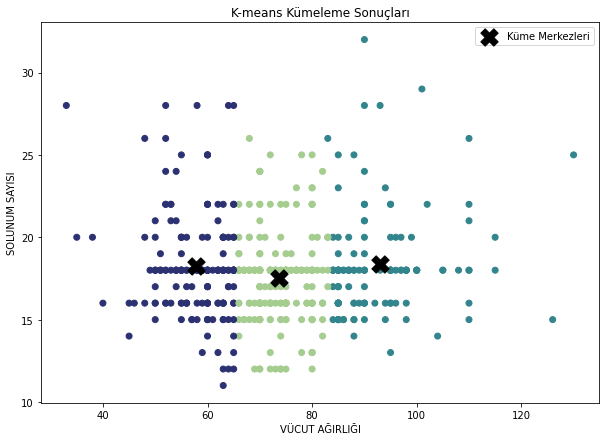 K-means Kümeleme Sonuçları
Küme Merkezleri
SOLUNUM SAYISI
30
25
20
15
10
40 60 80 100 120
VÜCUT AĞIRLIĞI